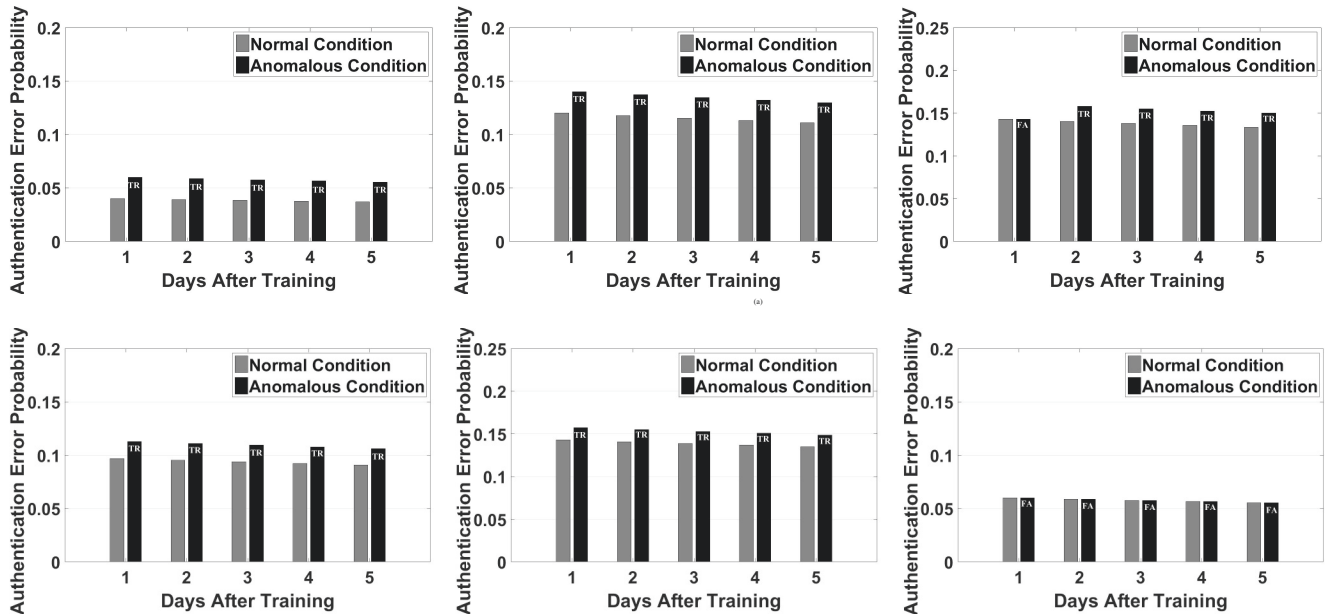 Authentication Error Probability
0.2
0.15
0.1
0.05
0
Normal Condition
Anomalous Condition
TR
TR
TR
TR
TR
1 2 3 4 5
Days After Training
Authentication Error Probability
0.2
0.15
0.1
0.05
0
Normal Condition
Anomalous Condition
TR
TR
TR
TR
TR
1 2 3 4 5
Days After Training
Authentication Error Probability
0.25
0.2
0.15
0.1
0.05
0
Normal Condition
Anomalous Condition
FA
TR
TR
TR
TR
1 2 3 4 5
Days After Training
(a)
Authentication Error Probability
0.2
0.15
0.1
0.05
0
Normal Condition
Anomalous Condition
TR
TR
TR
TR
TR
1 2 3 4 5
Days After Training
Authentication Error Probability
0.25
0.2
0.15
0.1
0.05
0
Normal Condition
Anomalous Condition
TR
TR
TR
TR
TR
1 2 3 4 5
Days After Training
Authentication Error Probability
0.2
0.15
0.1
0.05
0
Normal Condition
Anomalous Condition
FA
FA
FA
FA
FA
1 2 3 4 5
Days After Training